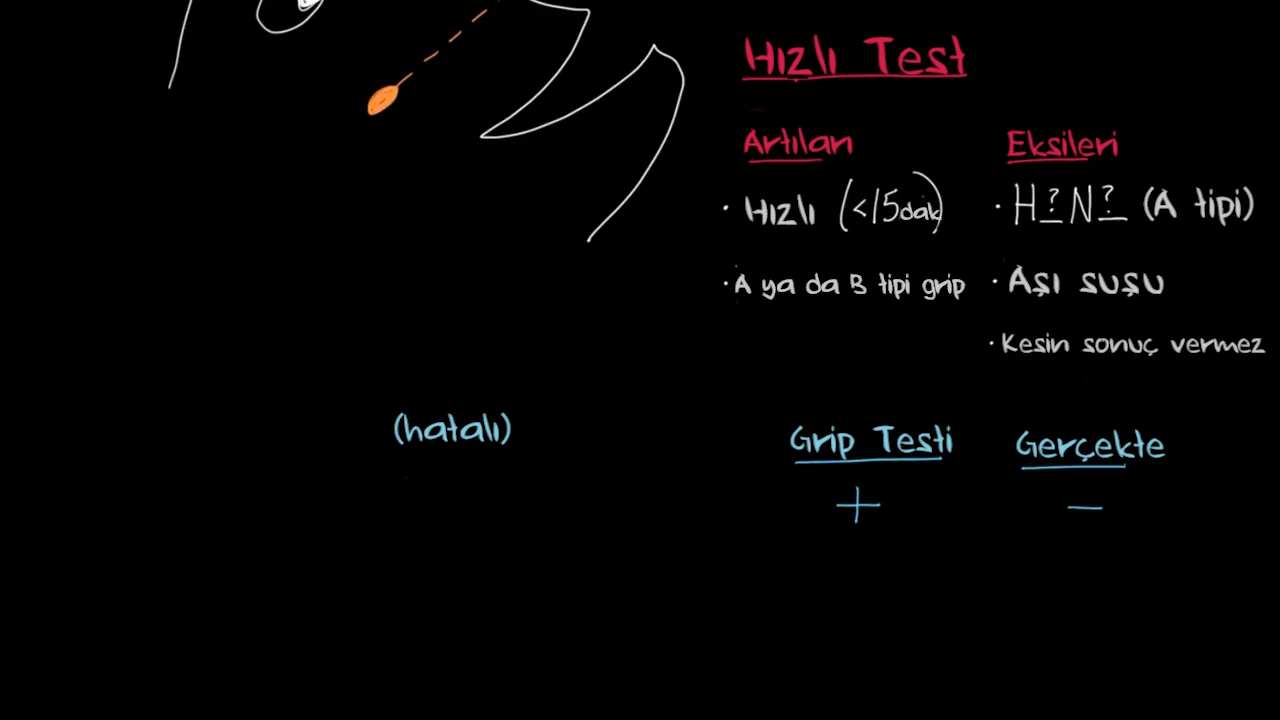 Hızlı Test
Artıları Eksileri
· Hızlı (<15dak) · H?N? (A tipi)
· A ya da B tipi grip · Aşı suşu
· Kesin sonuç vermez
(hatalı) Grip Testi Gerçekte
+ −